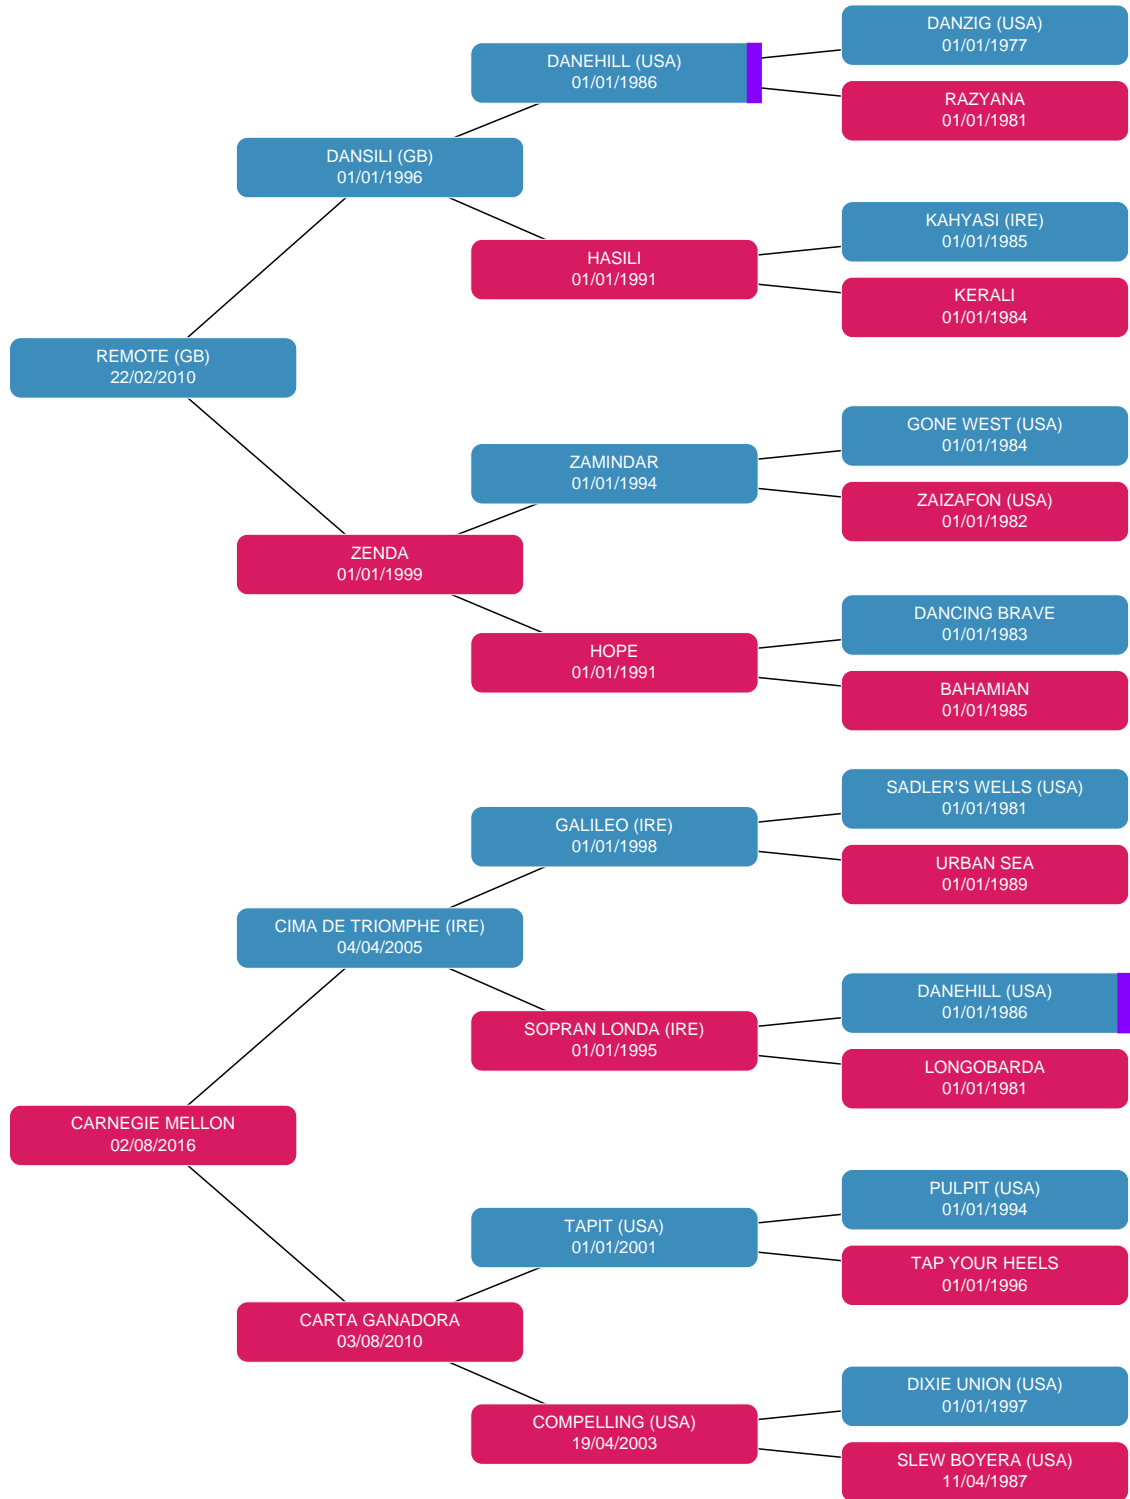 DANZIG (USA)
01/01/1977
DANEHILL (USA)
01/01/1986
RAZYANA
01/01/1981
DANSILI (GB)
01/01/1996
KAHYASI (IRE)
01/01/1985
HASILI
01/01/1991
KERALI
01/01/1984
REMOTE (GB)
22/02/2010
GONE WEST (USA)
01/01/1984
ZAMINDAR
01/01/1994
ZAIZAFON (USA)
01/01/1982
ZENDA
01/01/1999
DANCING BRAVE
01/01/1983
HOPE
01/01/1991
BAHAMIAN
01/01/1985
SADLER'S WELLS (USA)
01/01/1981
GALILEO (IRE)
01/01/1998
URBAN SEA
01/01/1989
CIMA DE TRIOMPHE (IRE)
04/04/2005
DANEHILL (USA)
01/01/1986
SOPRAN LONDA (IRE)
01/01/1995
LONGOBARDA
01/01/1981
CARNEGIE MELLON
02/08/2016
PULPIT (USA)
01/01/1994
TAPIT (USA)
01/01/2001
TAP YOUR HEELS
01/01/1996
CARTA GANADORA
03/08/2010
DIXIE UNION (USA)
01/01/1997
COMPELLING (USA)
19/04/2003
SLEW BOYERA (USA)
11/04/1987